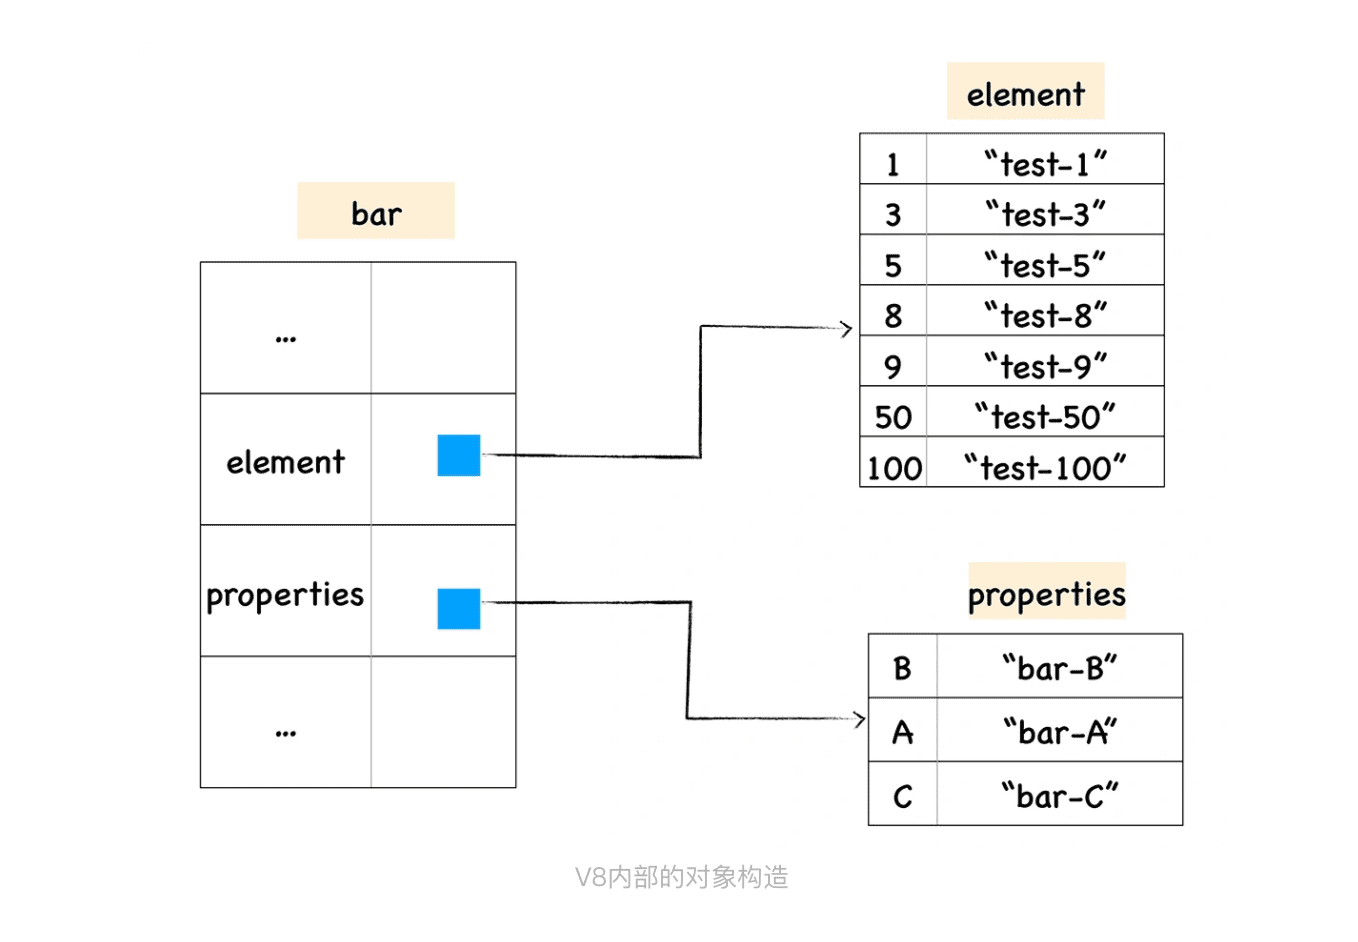 bar
...
element
properties
...
element
1 “test-1”
3 “test-3”
5 “test-5”
8 “test-8”
9 “test-9”
50 “test-50”
100 “test-100”
properties
B “bar-B”
A “bar-A”
C “bar-C”
V8内部的对象构造